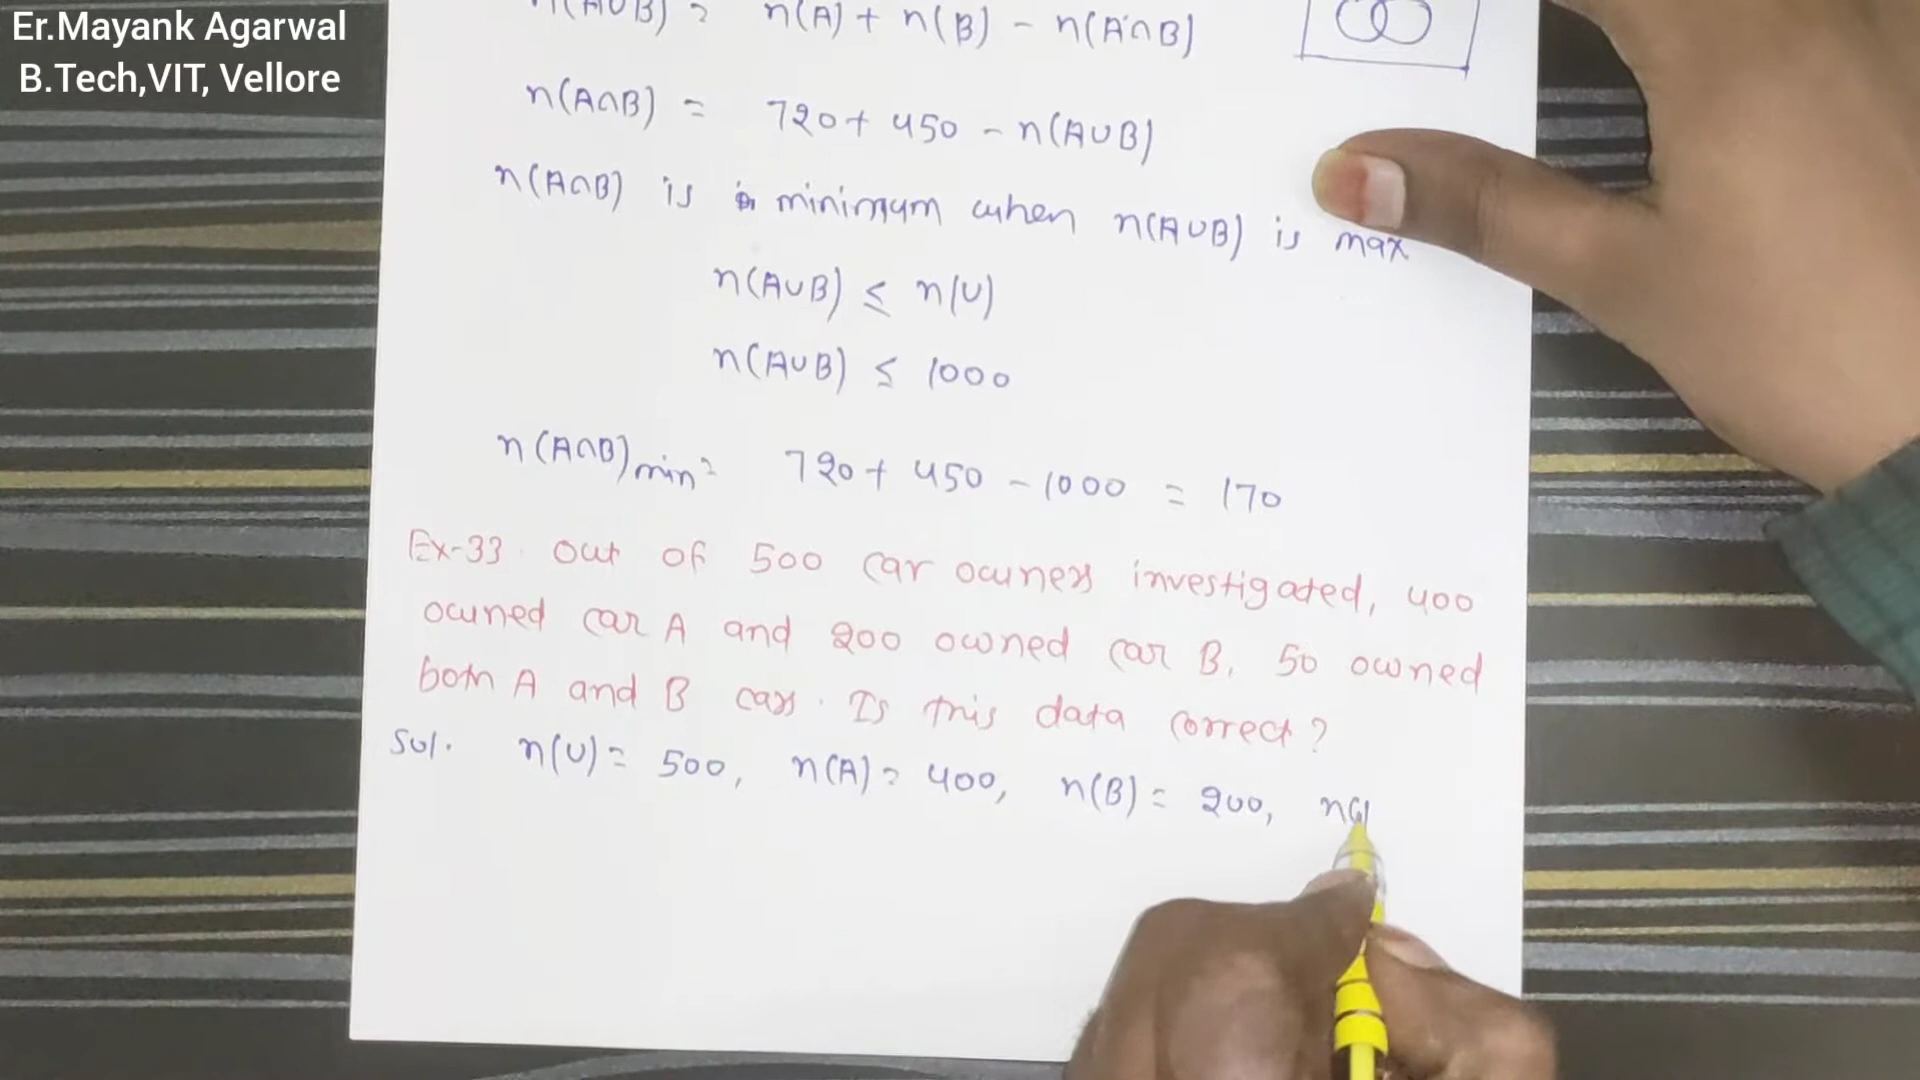 Er.Mayank Agarwal
B.Tech,VIT, Vellore
n(A∪B) = n(A) + n(B) - n(A∩B)
n(A∩B) = 720 + 450 - n(A∪B)
n(A∩B) is minimum when n(A∪B) is max
n(A∪B) ≤ n(U)
n(A∪B) ≤ 1000
n(A∩B)min = 720 + 450 - 1000 = 170
Ex-33. Out of 500 car owners investigated, 400
owned car A and 200 owned car B, 50 owned
both A and B cars. Is this data correct?
Sol. n(U) = 500, n(A) = 400, n(B) = 200, n(